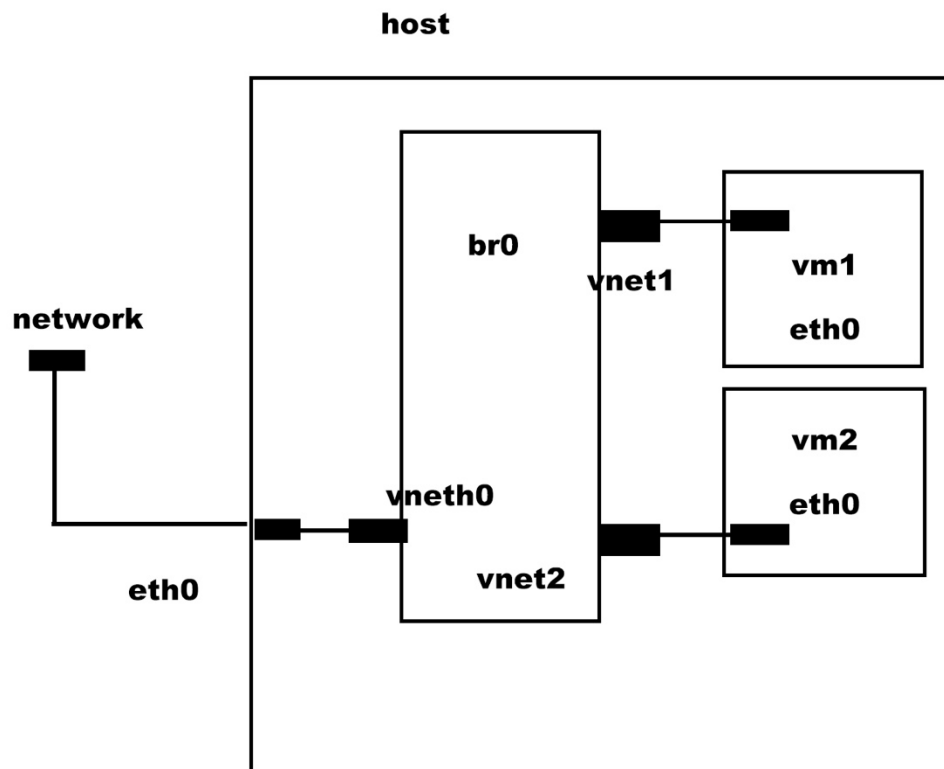 host
br0
vnet1
vm1
eth0
network
vm2
eth0
vneth0
vnet2
eth0